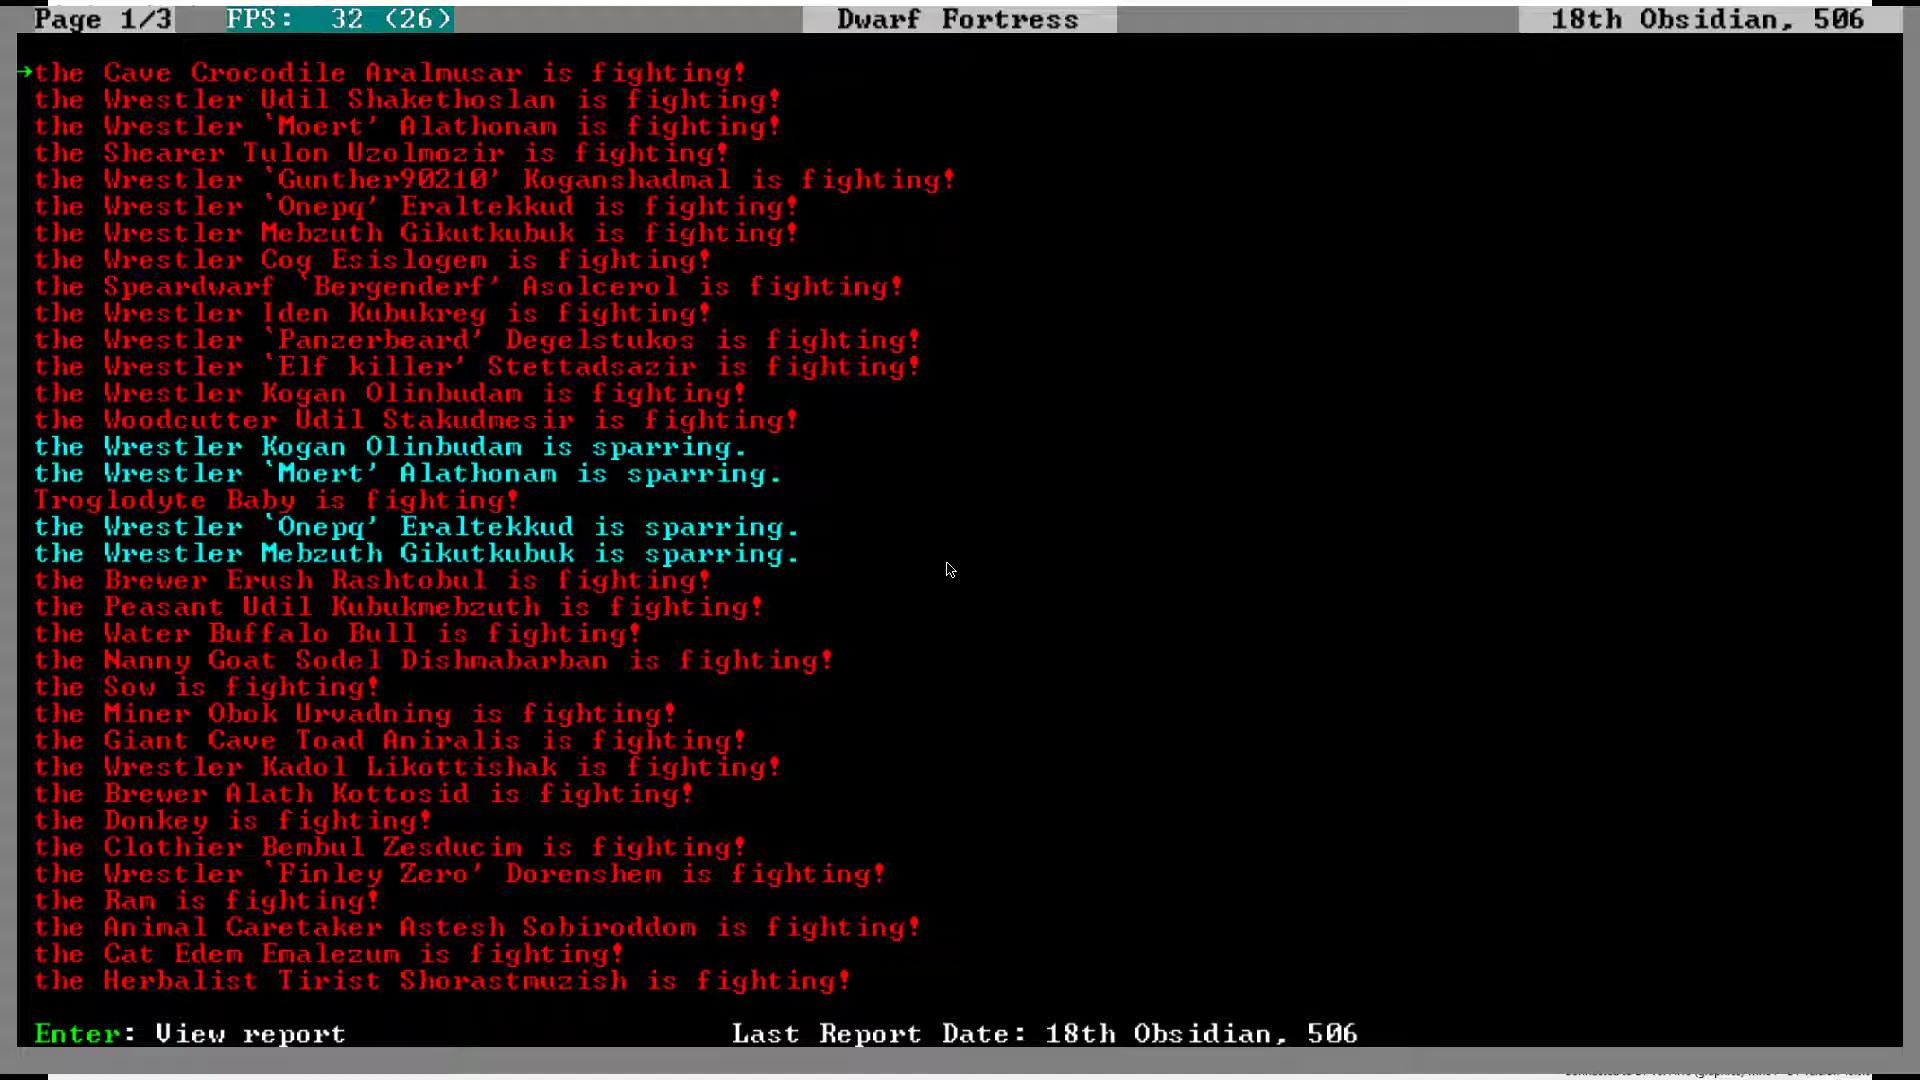 Page 1/3 FPS: 32 (26) Dwarf Fortress 18th Obsidian, 506
→the Cave Crocodile Aralmusar is fighting!
the Wrestler Udil Shakethoslan is fighting!
the Wrestler `Moert' Alathonam is fighting!
the Shearer Tulon Uzolmozir is fighting!
the Wrestler `Gunther90210' Koganshadmal is fighting!
the Wrestler `Onepq' Eraltekkud is fighting!
the Wrestler Mebzuth Gikutkubuk is fighting!
the Wrestler Cog Esislogem is fighting!
the Speardwarf `Bergenderf' Asolcerol is fighting!
the Wrestler Iden Kubukreg is fighting!
the Wrestler `Panzerbeard' Degelstukos is fighting!
the Wrestler `Elf killer' Stettadsazir is fighting!
the Wrestler Kogan Olinbudam is fighting!
the Woodcutter Udil Stakudmesir is fighting!
the Wrestler Kogan Olinbudam is sparring.
the Wrestler `Moert' Alathonam is sparring.
Troglodyte Baby is fighting!
the Wrestler `Onepq' Eraltekkud is sparring.
the Wrestler Mebzuth Gikutkubuk is sparring.
the Brewer Erush Rashtobul is fighting!
the Peasant Udil Kubukmebzuth is fighting!
the Water Buffalo Bull is fighting!
the Nanny Goat Sodel Dishmabarban is fighting!
the Sow is fighting!
the Miner Obok Urvadning is fighting!
the Giant Cave Toad Aniralis is fighting!
the Wrestler Kadol Likottishak is fighting!
the Brewer Alath Kottosid is fighting!
the Donkey is fighting!
the Clothier Bembul Zesducim is fighting!
the Wrestler `Finley Zero' Dorenshem is fighting!
the Ram is fighting!
the Animal Caretaker Astesh Sobiroddom is fighting!
the Cat Edem Emalezum is fighting!
the Herbalist Tirist Shorastmuzish is fighting!
Enter: View report Last Report Date: 18th Obsidian, 506